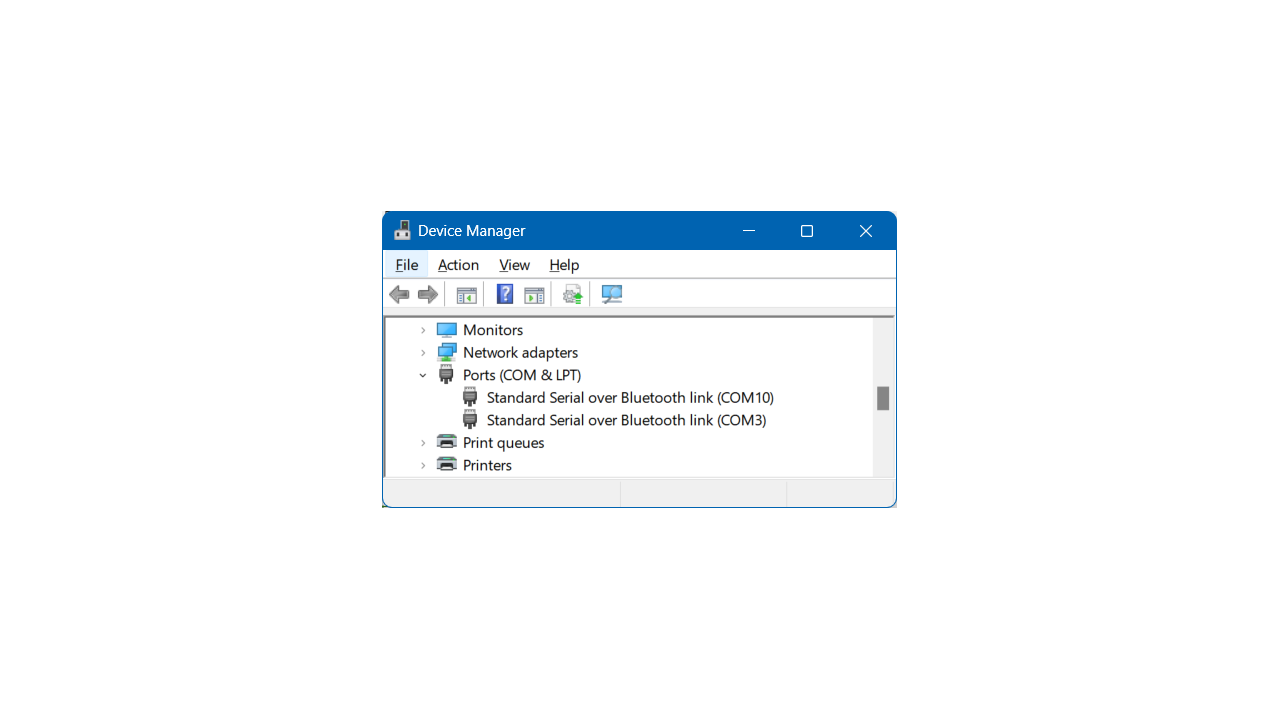 Device Manager
File Action View Help
Monitors
Network adapters
Ports (COM & LPT)
Standard Serial over Bluetooth link (COM10)
Standard Serial over Bluetooth link (COM3)
Print queues
Printers